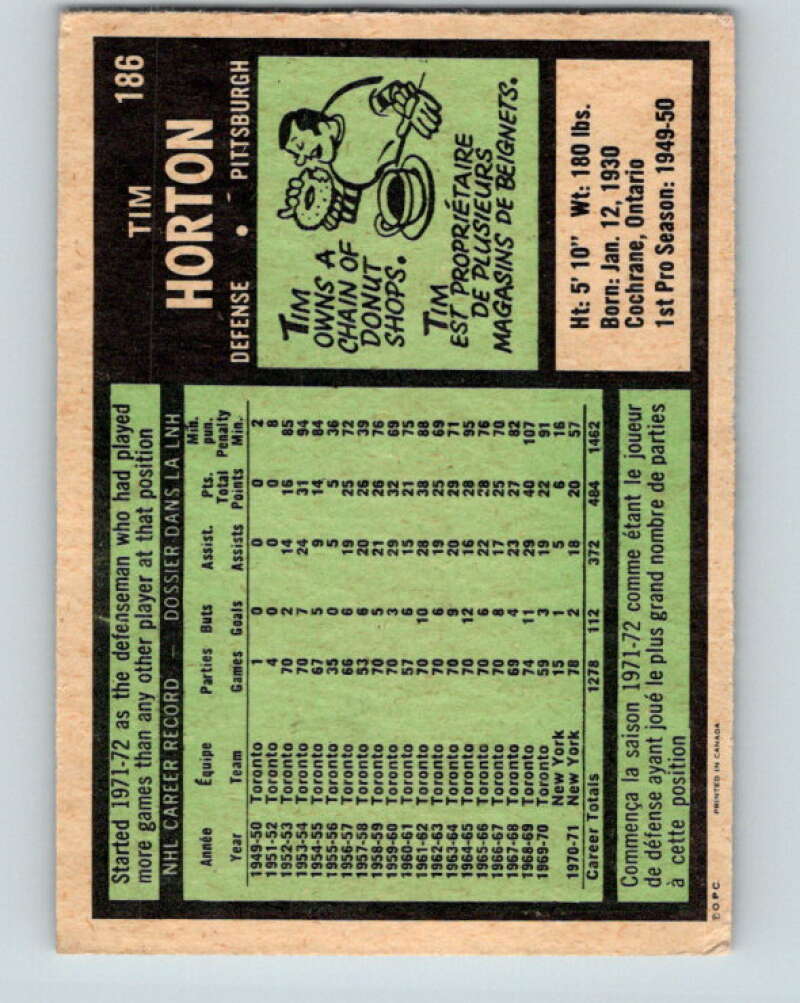 186
TIM
HORTON
DEFENSE • PITTSBURGH
TIM
OWNS A
CHAIN OF
DONUT
SHOPS.
TIM
EST PROPRIÉTAIRE
DE PLUSIEURS
MAGASINS DE BEIGNETS.
Ht: 5' 10" Wt: 180 lbs.
Born: Jan. 12, 1930
Cochrane, Ontario
1st Pro Season: 1949-50
Started 1971-72 as the defenseman who had played
more games than any other player at that position
NHL CAREER RECORD — DOSSIER DANS LA LNH
Année Équipe Parties Buts Assist. Pts. Total Min. pun.
Year Team Games Goals Assists Points Penalty Min.
1949-50 Toronto 1 0 0 0 2
1951-52 Toronto 4 0 0 0 8
1952-53 Toronto 70 2 14 16 85
1953-54 Toronto 70 7 24 31 94
1954-55 Toronto 67 5 9 14 84
1955-56 Toronto 35 0 5 5 36
1956-57 Toronto 66 6 19 25 72
1957-58 Toronto 53 6 20 26 39
1958-59 Toronto 70 5 21 26 76
1959-60 Toronto 70 3 29 32 69
1960-61 Toronto 57 6 15 21 75
1961-62 Toronto 70 10 28 38 88
1962-63 Toronto 70 6 19 25 69
1963-64 Toronto 70 9 20 29 71
1964-65 Toronto 70 12 16 28 95
1965-66 Toronto 70 6 22 28 76
1966-67 Toronto 70 8 17 25 70
1967-68 Toronto 69 4 23 27 82
1968-69 Toronto 74 11 29 40 107
1969-70 Toronto 59 3 19 22 91
New York 15 1 5 6 16
1970-71 New York 78 2 18 20 57
Career Totals 1278 112 372 484 1462
Commença la saison 1971-72 comme étant le joueur
de défense ayant joué le plus grand nombre de parties
à cette position
© O.P.C. PRINTED IN CANADA